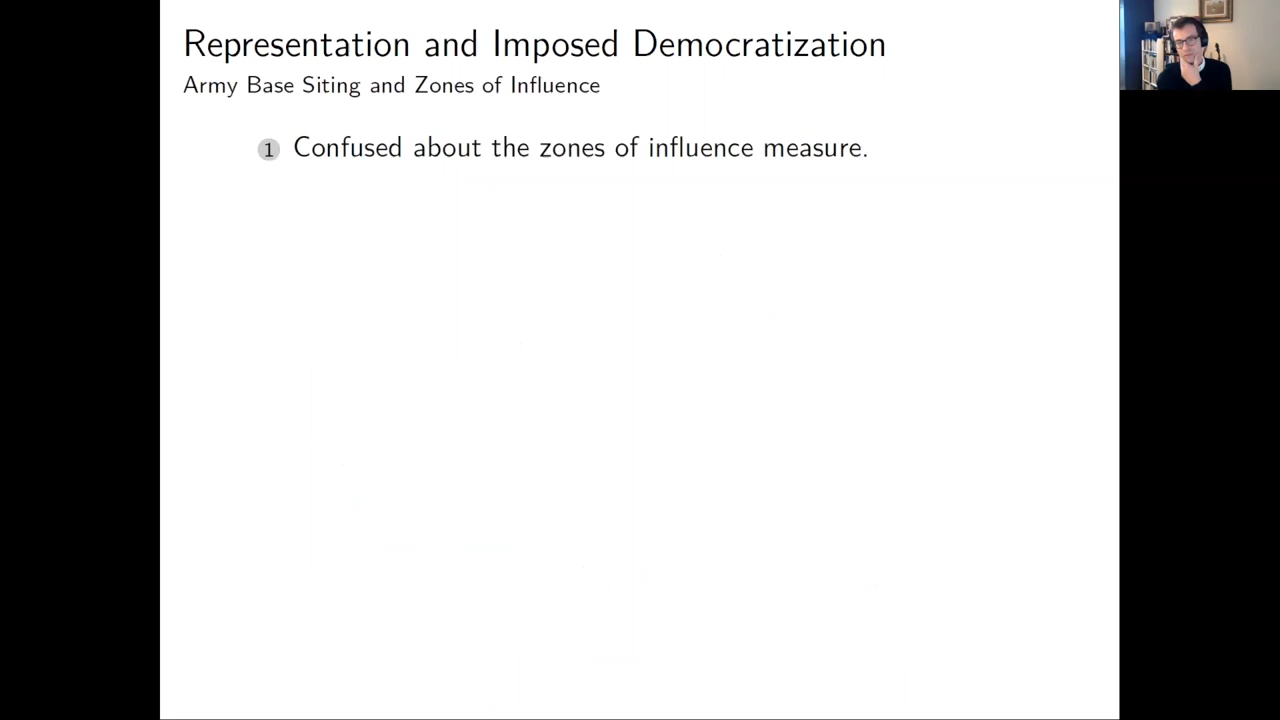 Representation and Imposed Democratization
Army Base Siting and Zones of Influence
1 Confused about the zones of influence measure.